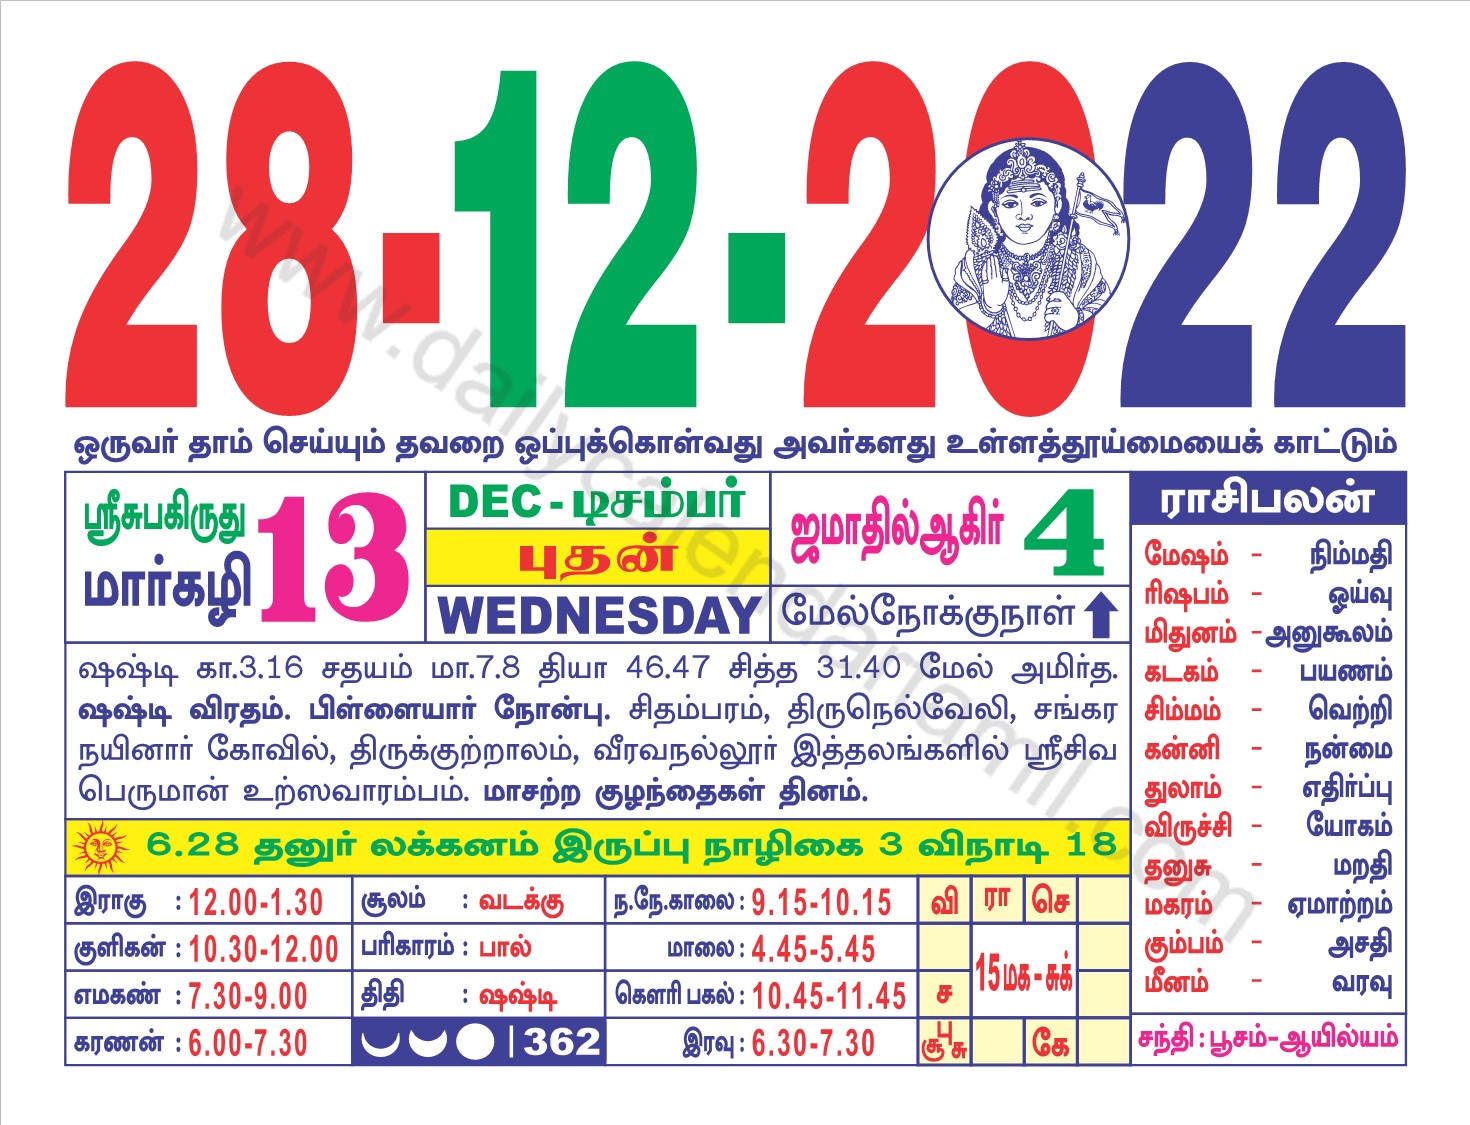 28-12-2022
ஒருவர் தாம் செய்யும் தவறை ஒப்புக்கொள்வது அவர்களது உள்ளத்தூய்மையைக் காட்டும்
ஸ்ரீசுபகிருது
மார்கழி 13
DEC - டிசம்பர்
புதன்
WEDNESDAY
ஜமாதில்ஆகிர் 4
மேல்நோக்குநாள்
ஷஷ்டி கா.3.16 சதயம் மா.7.8 தியா 46.47 சித்த 31.40 மேல் அமிர்த.
ஷஷ்டி விரதம். பிள்ளையார் நோன்பு. சிதம்பரம், திருநெல்வேலி, சங்கர
நயினார் கோவில், திருக்குற்றாலம், வீரவநல்லூர் இத்தலங்களில் ஸ்ரீசிவ
பெருமான் உற்ஸவாரம்பம். மாசற்ற குழந்தைகள் தினம்.
6.28 தனுர் லக்கனம் இருப்பு நாழிகை 3 விநாடி 18
இராகு : 12.00-1.30
சூலம் : வடக்கு
ந.நே.காலை : 9.15-10.15
குளிகன் : 10.30-12.00
பரிகாரம் : பால்
மாலை : 4.45-5.45
எமகண் : 7.30-9.00
திதி : ஷஷ்டி
கௌரி பகல் : 10.45-11.45
கரணன் : 6.00-7.30
362
இரவு : 6.30-7.30
வி ரா செ
15மக - சுக்
ச
பு சூ சு கே
ராசிபலன்
மேஷம் - நிம்மதி
ரிஷபம் - ஓய்வு
மிதுனம் - அனுகூலம்
கடகம் - பயணம்
சிம்மம் - வெற்றி
கன்னி - நன்மை
துலாம் - எதிர்ப்பு
விருச்சி - யோகம்
தனுசு - மறதி
மகரம் - ஏமாற்றம்
கும்பம் - அசதி
மீனம் - வரவு
சந்தி : பூசம்-ஆயில்யம்
www.dailycalendartamil.com